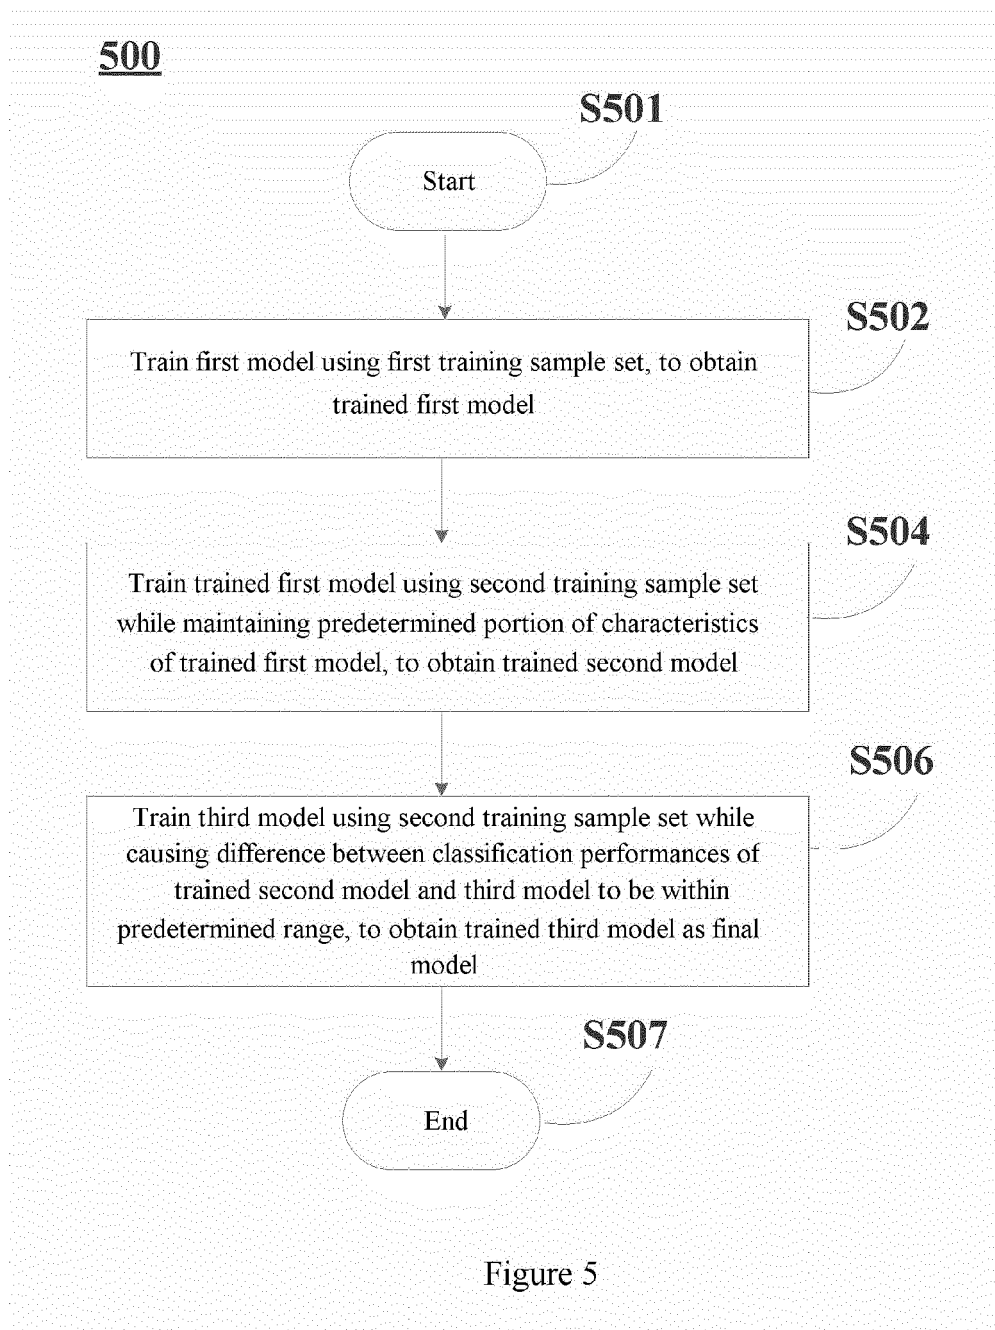 500
S501
Start
S502
Train first model using first training sample set, to obtain
trained first model
S504
Train trained first model using second training sample set
while maintaining predetermined portion of characteristics
of trained first model, to obtain trained second model
S506
Train third model using second training sample set while
causing difference between classification performances of
trained second model and third model to be within
predetermined range, to obtain trained third model as final
model
S507
End
Figure 5